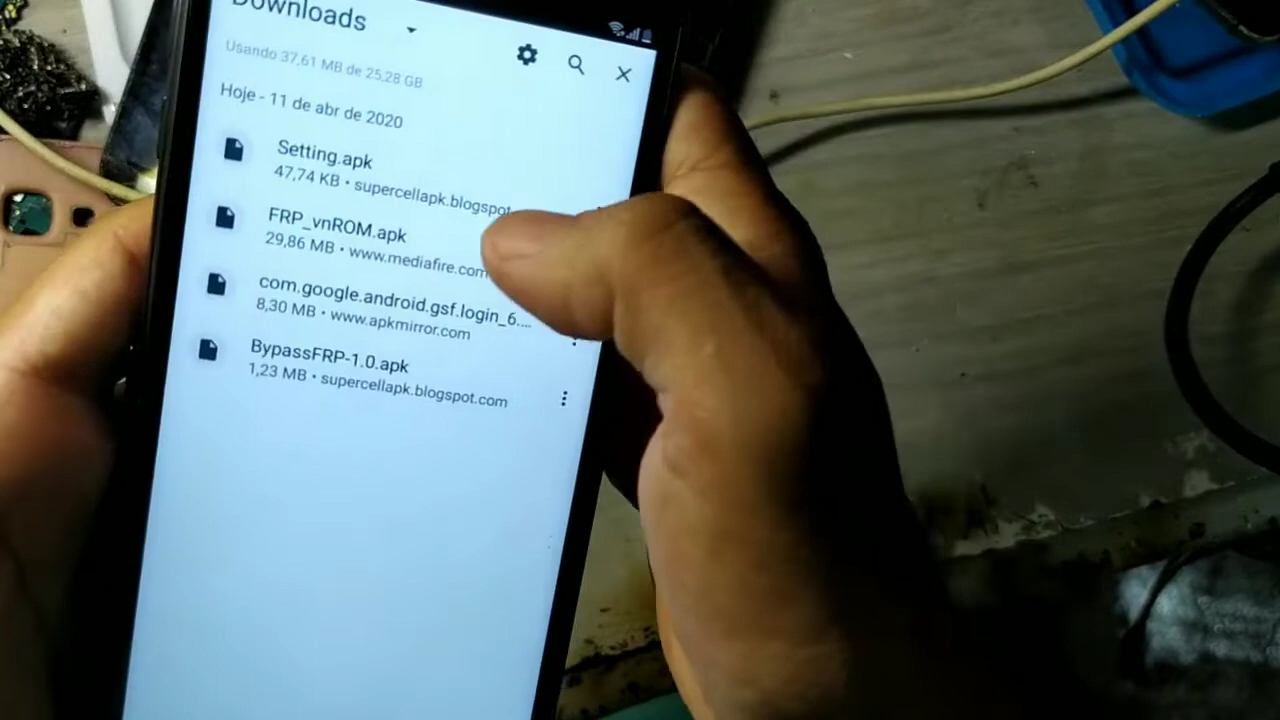 Downloads
Usando 37,61 MB de 25,28 GB
Hoje - 11 de abr de 2020
Setting.apk
47,74 KB • supercellapk.blogspot
FRP_vnROM.apk
29,86 MB • www.mediafire.com
com.google.android.gsf.login_6....
8,30 MB • www.apkmirror.com
BypassFRP-1.0.apk
1,23 MB • supercellapk.blogspot.com